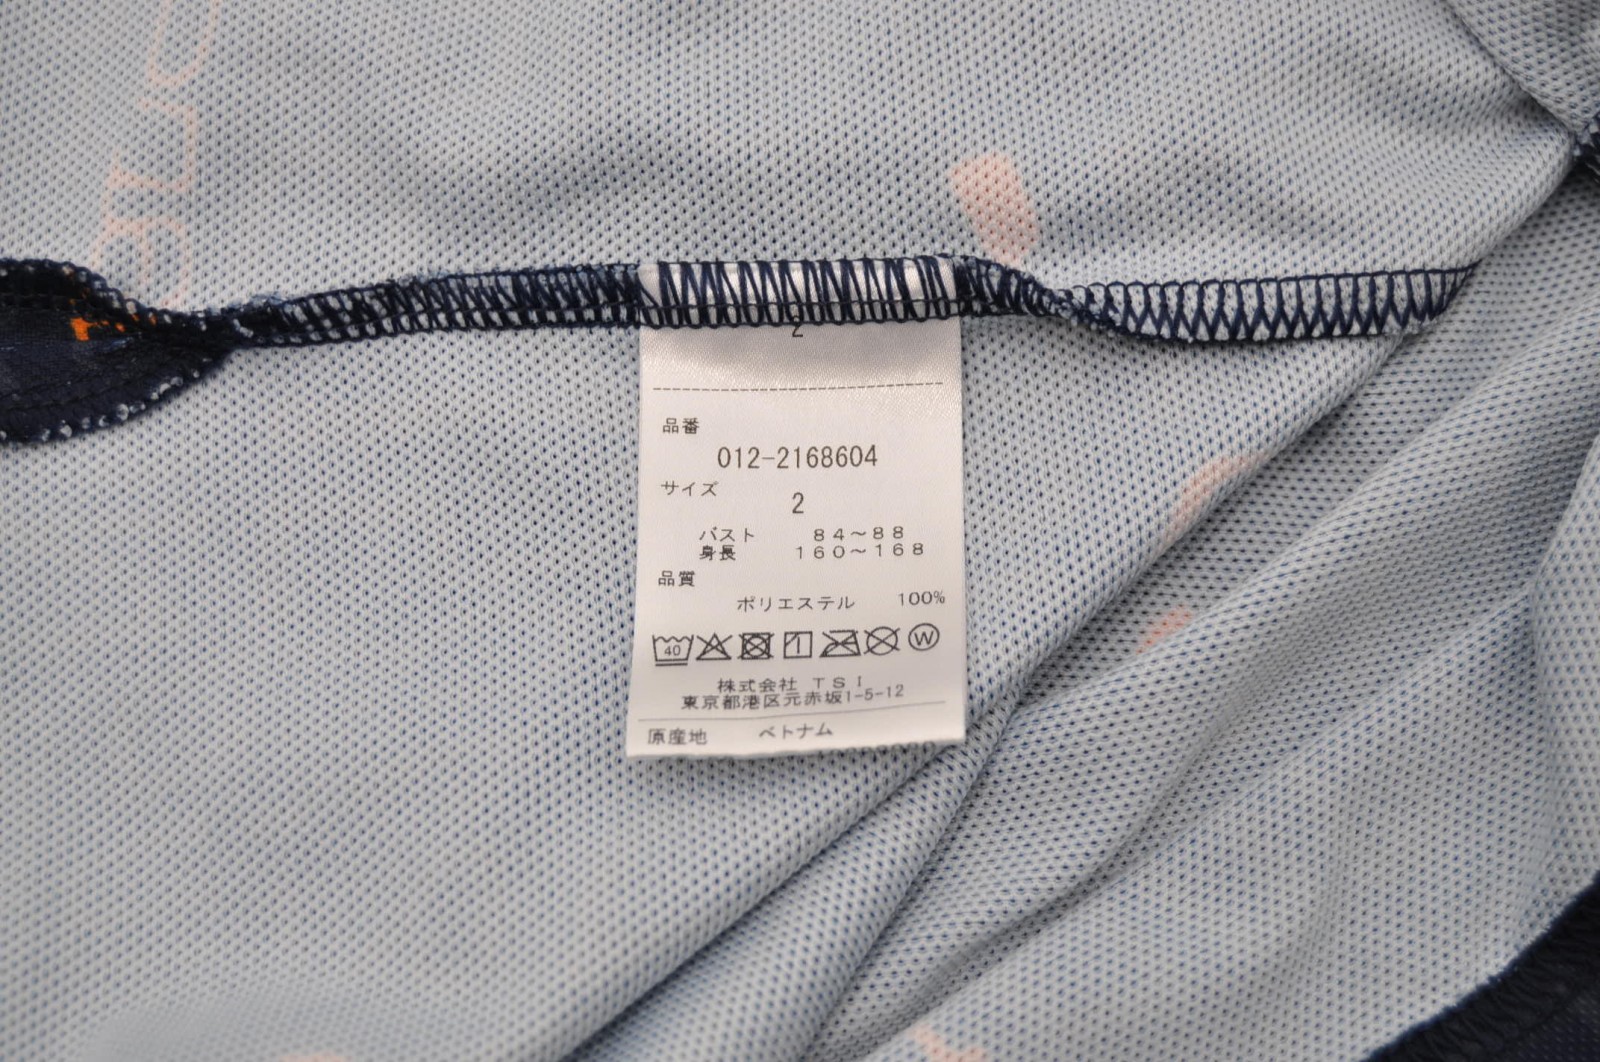 2
品番
012-2168604
サイズ
2
バスト 84～88
身長 160～168
品質
ポリエステル 100%
40 W
株式会社 TSI
東京都港区元赤坂1-5-12
原産地 ベトナム